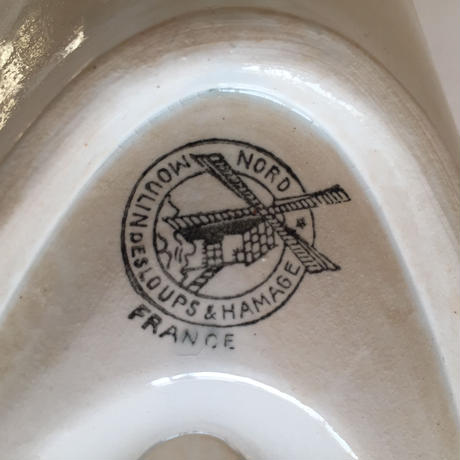 MOULIN DES LOUPS & HAMAGE
NORD
FRANCE